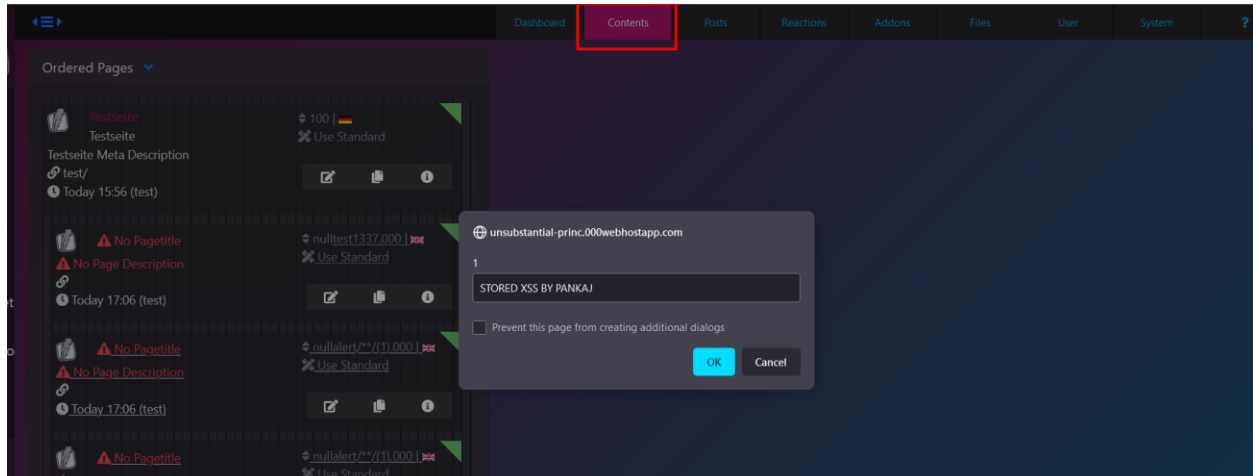 Dashboard Contents Posts Reactions Addons Files User System ?
Ordered Pages
Testseite
Testseite
Testseite Meta Description
test/
Today 15:56 (test)
100 |
Use Standard
No Pagetitle
No Page Description
Today 17:06 (test)
nulltest1337.000 |
Use Standard
No Pagetitle
No Page Description
Today 17:06 (test)
nullalert/**/(1).000 |
Use Standard
No Pagetitle
nullalert/**/(1).000 |
Use Standard
unsubstantial-princ.000webhostapp.com
1
STORED XSS BY PANKAJ
Prevent this page from creating additional dialogs
OK Cancel